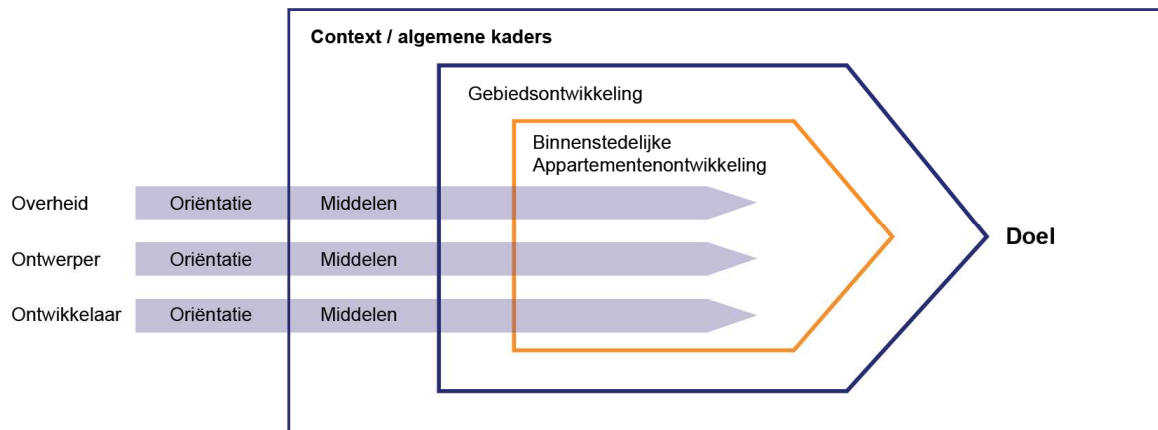 Context / algemene kaders
Gebiedsontwikkeling
Binnenstedelijke
Appartementenontwikkeling
Overheid Oriëntatie Middelen
Ontwerper Oriëntatie Middelen
Doel
Ontwikkelaar Oriëntatie Middelen